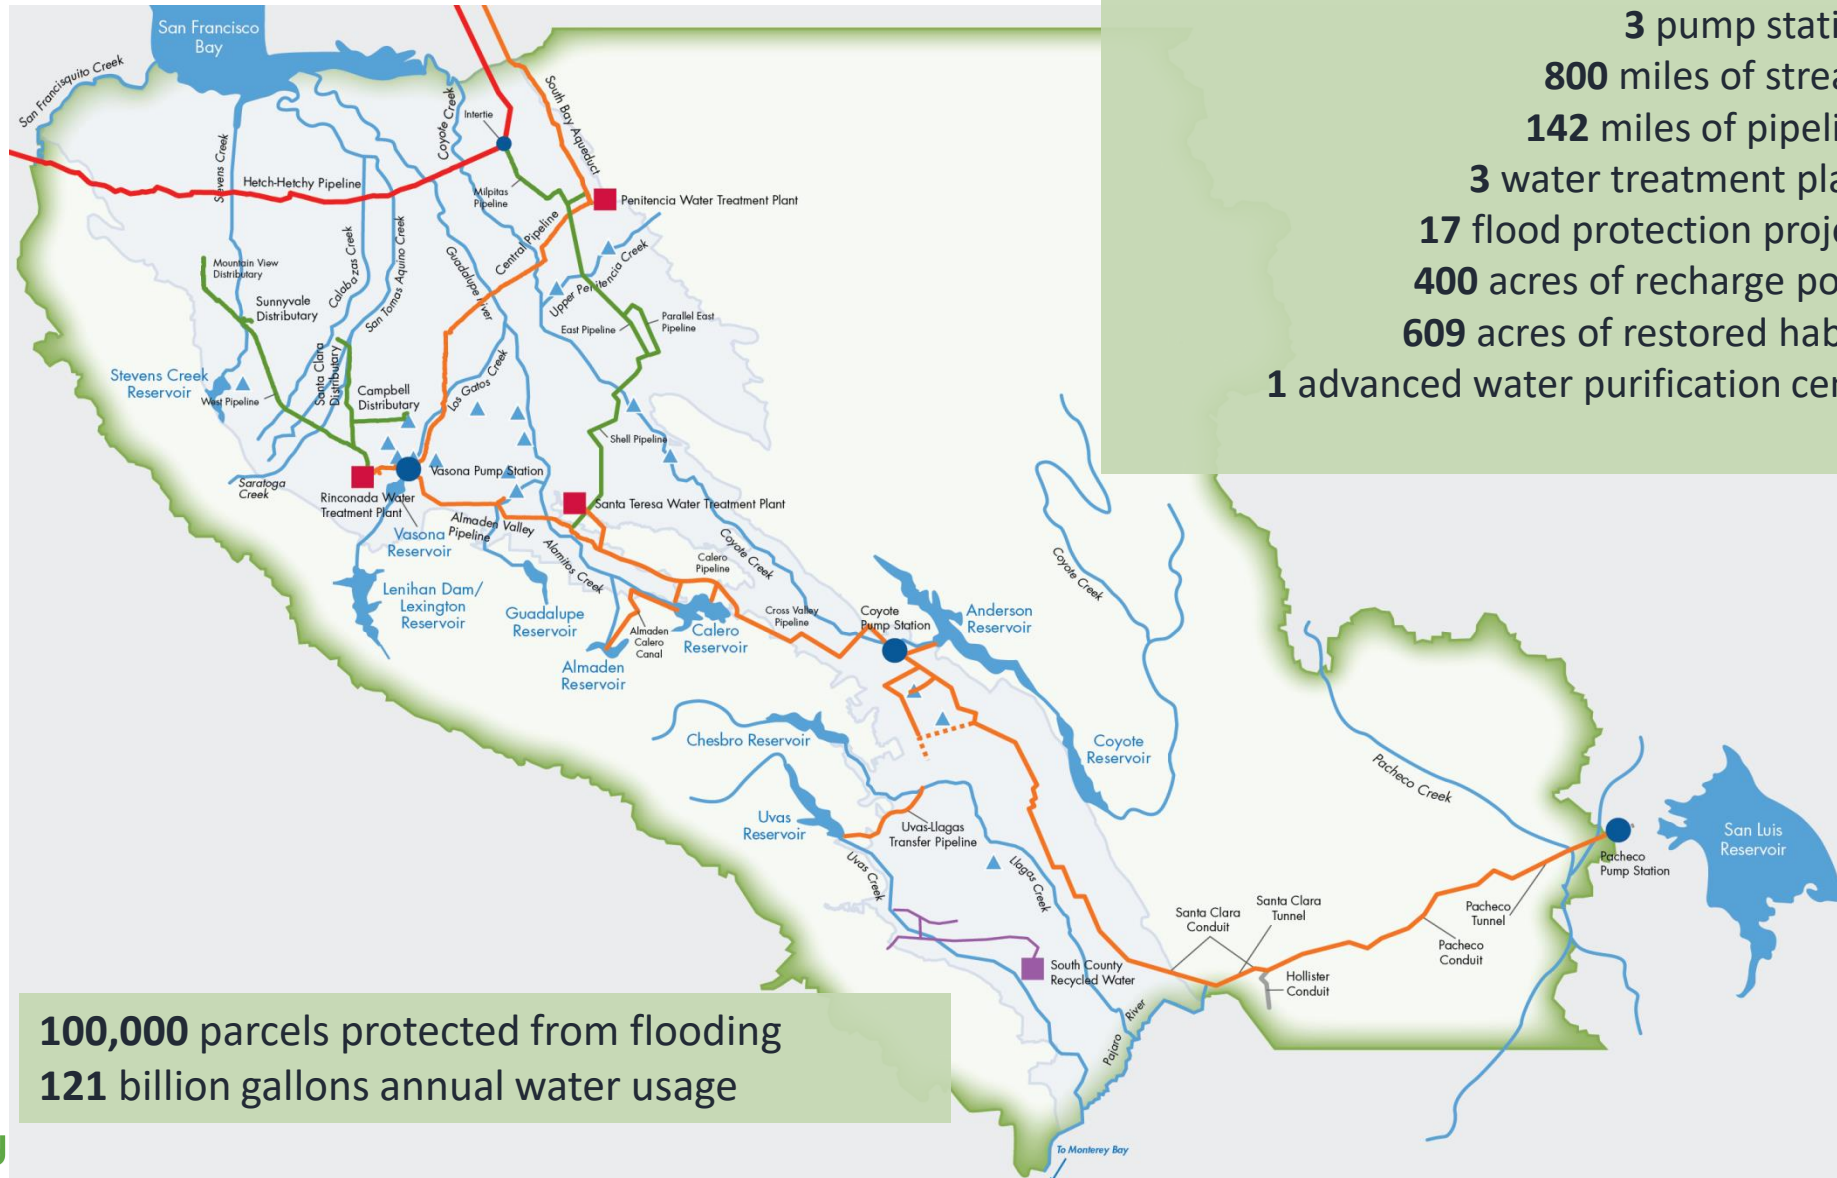 San Francisco
Bay
3 pump stati
800 miles of strea
142 miles of pipeli
3 water treatment pla
17 flood protection proje
400 acres of recharge po
609 acres of restored hab
1 advanced water purification cen
San Francisquito Creek
Stevens Creek
Coyote Creek
Intertie
South Bay Aqueduct
Hetch-Hetchy Pipeline
Milpitas
Pipeline
Penitencia Water Treatment Plant
Central Pipeline
Upper Penitencia Creek
Guadalupe river
Calabazas Creek
San Tomas Aquino Creek
Mountain View
Distributary
Sunnyvale
Distributary
East Pipeline
Parallel East
Pipeline
Santa Clara
Distributary
Stevens Creek
Reservoir
West Pipeline
Campbell
Distributary
Los Gatos Creek
Shell Pipeline
Saratoga
Creek
Vasona Pump Station
Rinconada Water
Treatment Plant
Santa Teresa Water Treatment Plant
Vasona
Reservoir
Almaden Valley
Pipeline
Alamitos Creek
Calero
Pipeline
Coyote Creek
Coyote Creek
Lenihan Dam/
Lexington
Reservoir
Guadalupe
Reservoir
Almaden
Calero
Canal
Calero
Reservoir
Almaden
Reservoir
Cross Valley
Pipeline
Coyote
Pump Station
Anderson
Reservoir
Chesbro Reservoir
Coyote
Reservoir
Pacheco Creek
Uvas
Reservoir
Uvas-Llagas
Transfer Pipeline
Uvas Creek
Llagas Creek
San Luis
Reservoir
Pacheco
Pump Station
Santa Clara
Conduit
Santa Clara
Tunnel
Pacheco
Tunnel
Pacheco
Conduit
Hollister
Conduit
South County
Recycled Water
Pajaro River
100,000 parcels protected from flooding
121 billion gallons annual water usage
To Monterey Bay